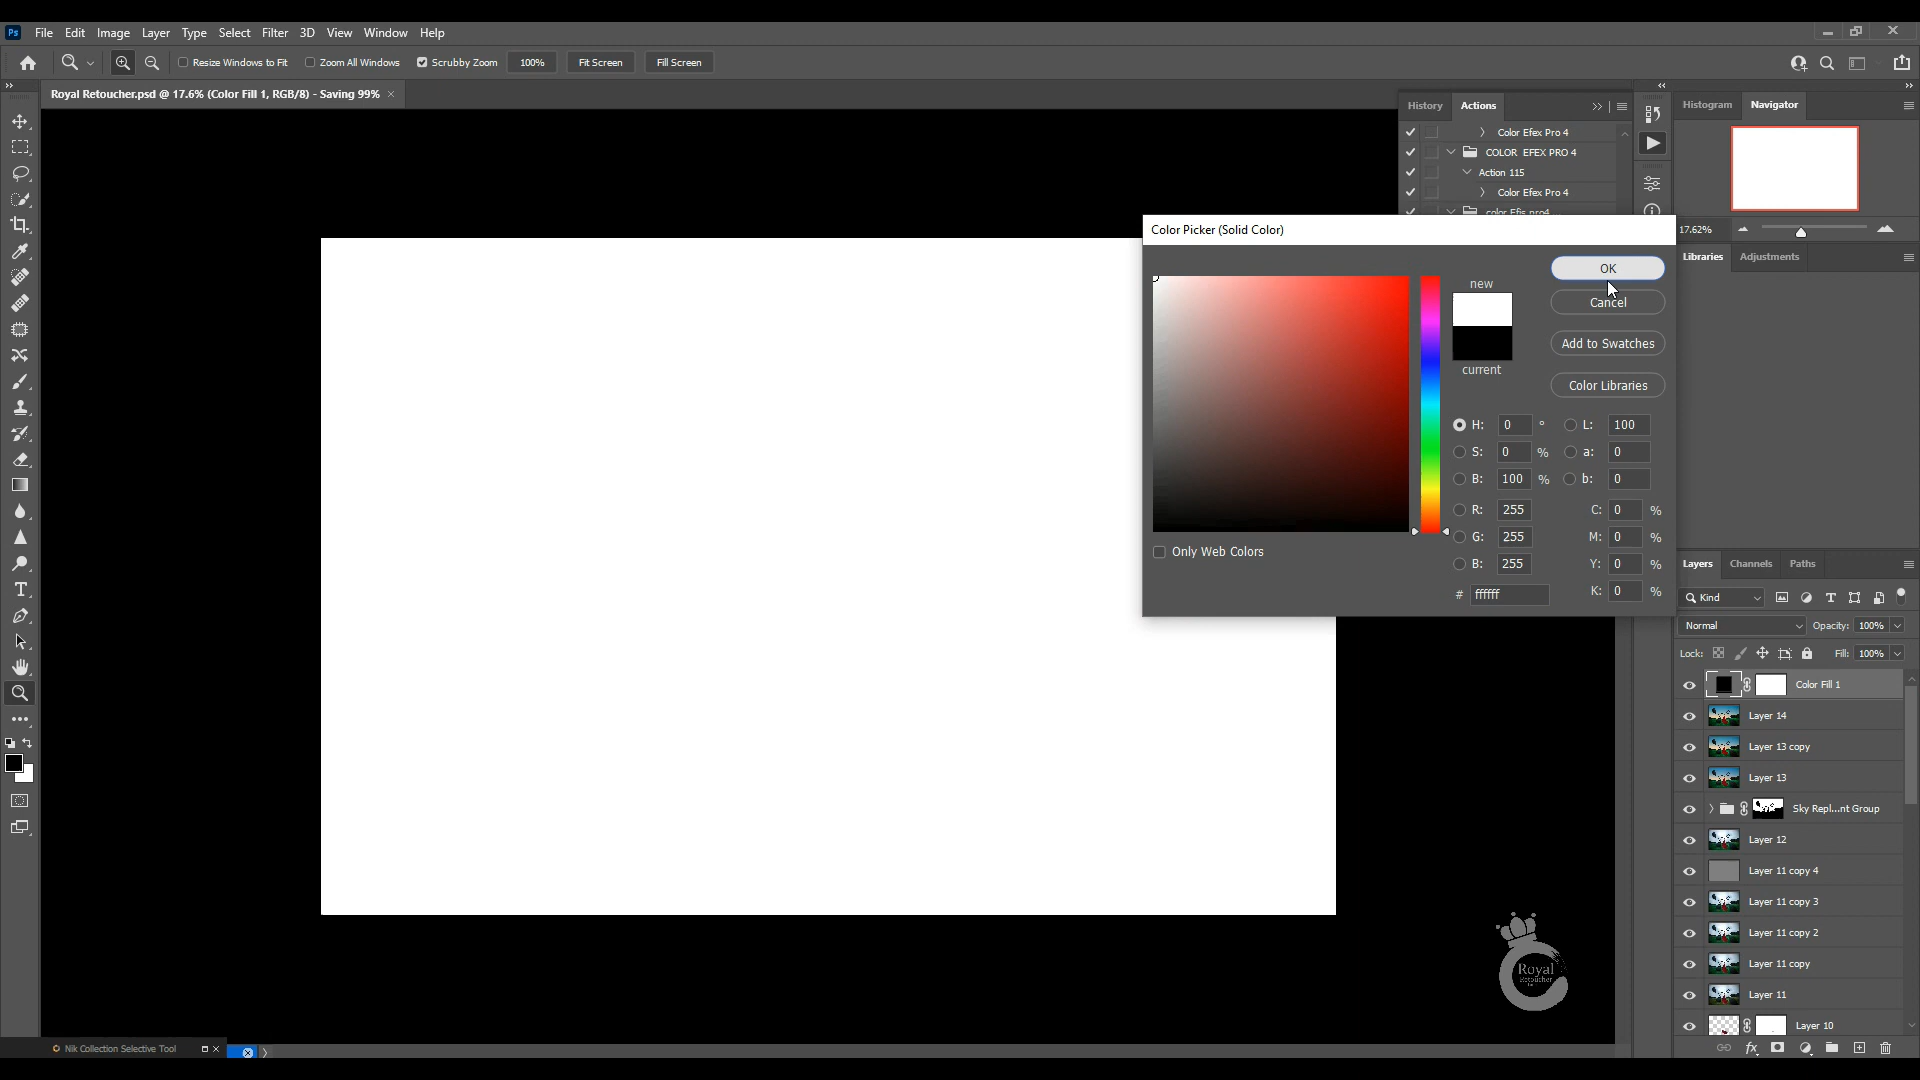 Ps File Edit Image Layer Type Select Filter 3D View Window Help
Resize Windows to Fit Zoom All Windows Scrubby Zoom 100% Fit Screen Fill Screen
Royal Retoucher.psd @ 17.6% (Color Fill 1, RGB/8) - Saving 99% ×
History Actions
Color Efex Pro 4
COLOR EFEX PRO 4
Action 115
Color Efex Pro 4
color Efis pro4
Histogram Navigator
17.62%
Libraries Adjustments
Color Picker (Solid Color)
new
current
OK
Cancel
Add to Swatches
Color Libraries
H: 0 ° L: 100
S: 0 % a: 0
B: 100 % b: 0
R: 255 C: 0 %
G: 255 M: 0 %
B: 255 Y: 0 %
# ffffff K: 0 %
Only Web Colors
Layers Channels Paths
Kind
Normal Opacity: 100%
Lock: Fill: 100%
Color Fill 1
Layer 14
Layer 13 copy
Layer 13
Sky Repl...nt Group
Layer 12
Layer 11 copy 4
Layer 11 copy 3
Layer 11 copy 2
Layer 11 copy
Layer 11
Layer 10
Royal
Retoucher
Nik Collection Selective Tool